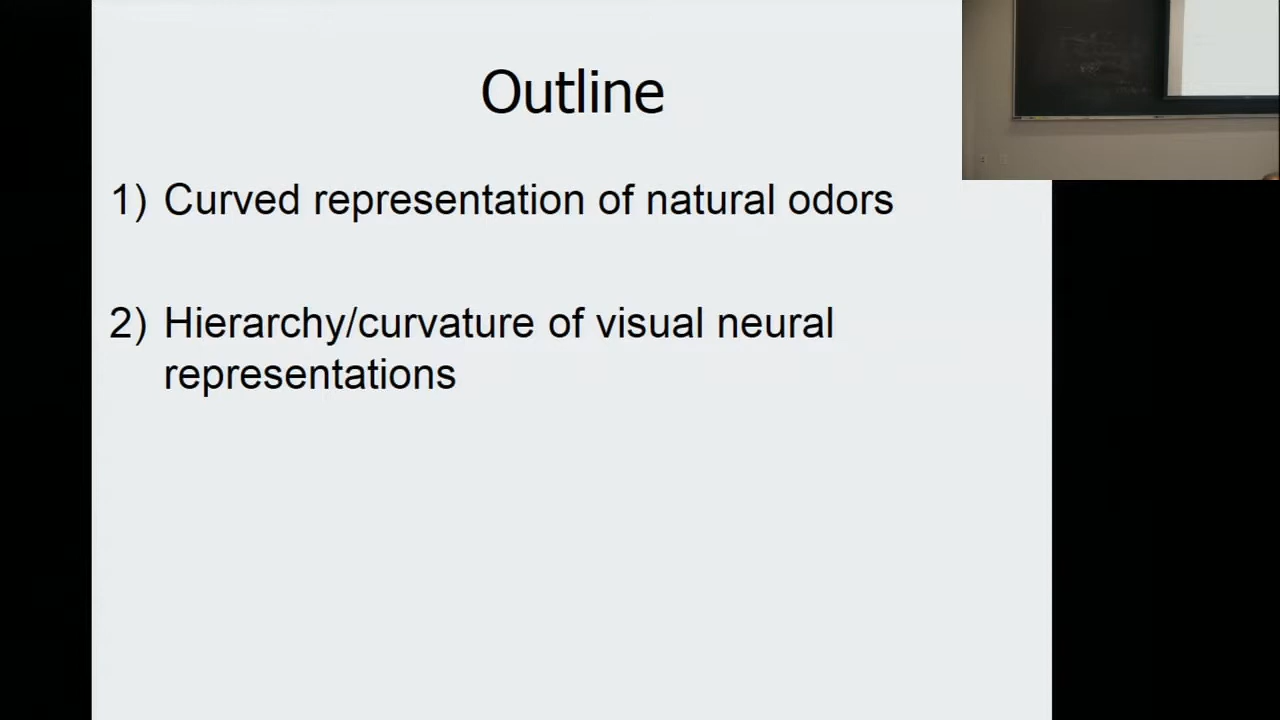 Outline
1) Curved representation of natural odors
2) Hierarchy/curvature of visual neural
representations